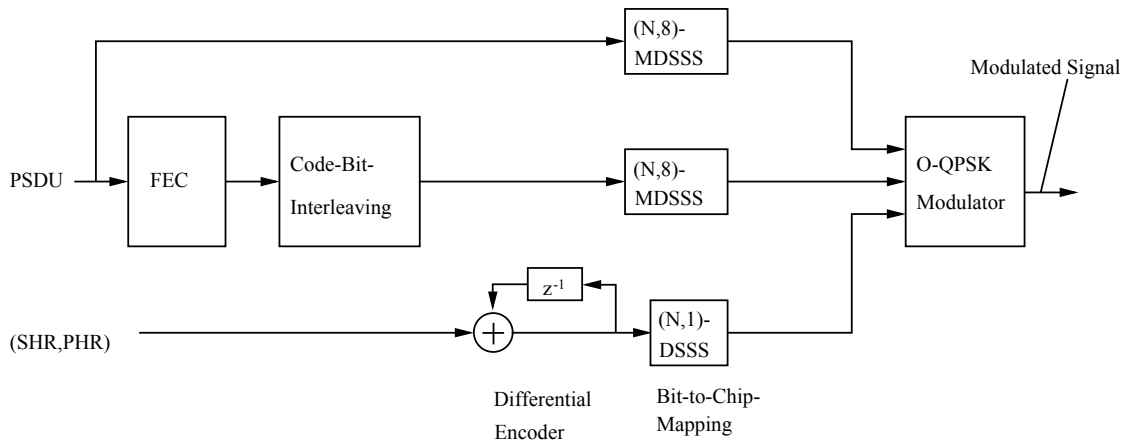 (N,8)-
MDSSS
Modulated Signal
PSDU
FEC
Code-Bit-
Interleaving
(N,8)-
MDSSS
O-QPSK
Modulator
z-1
(SHR,PHR)
+
(N,1)-
DSSS
Differential
Encoder
Bit-to-Chip-
Mapping